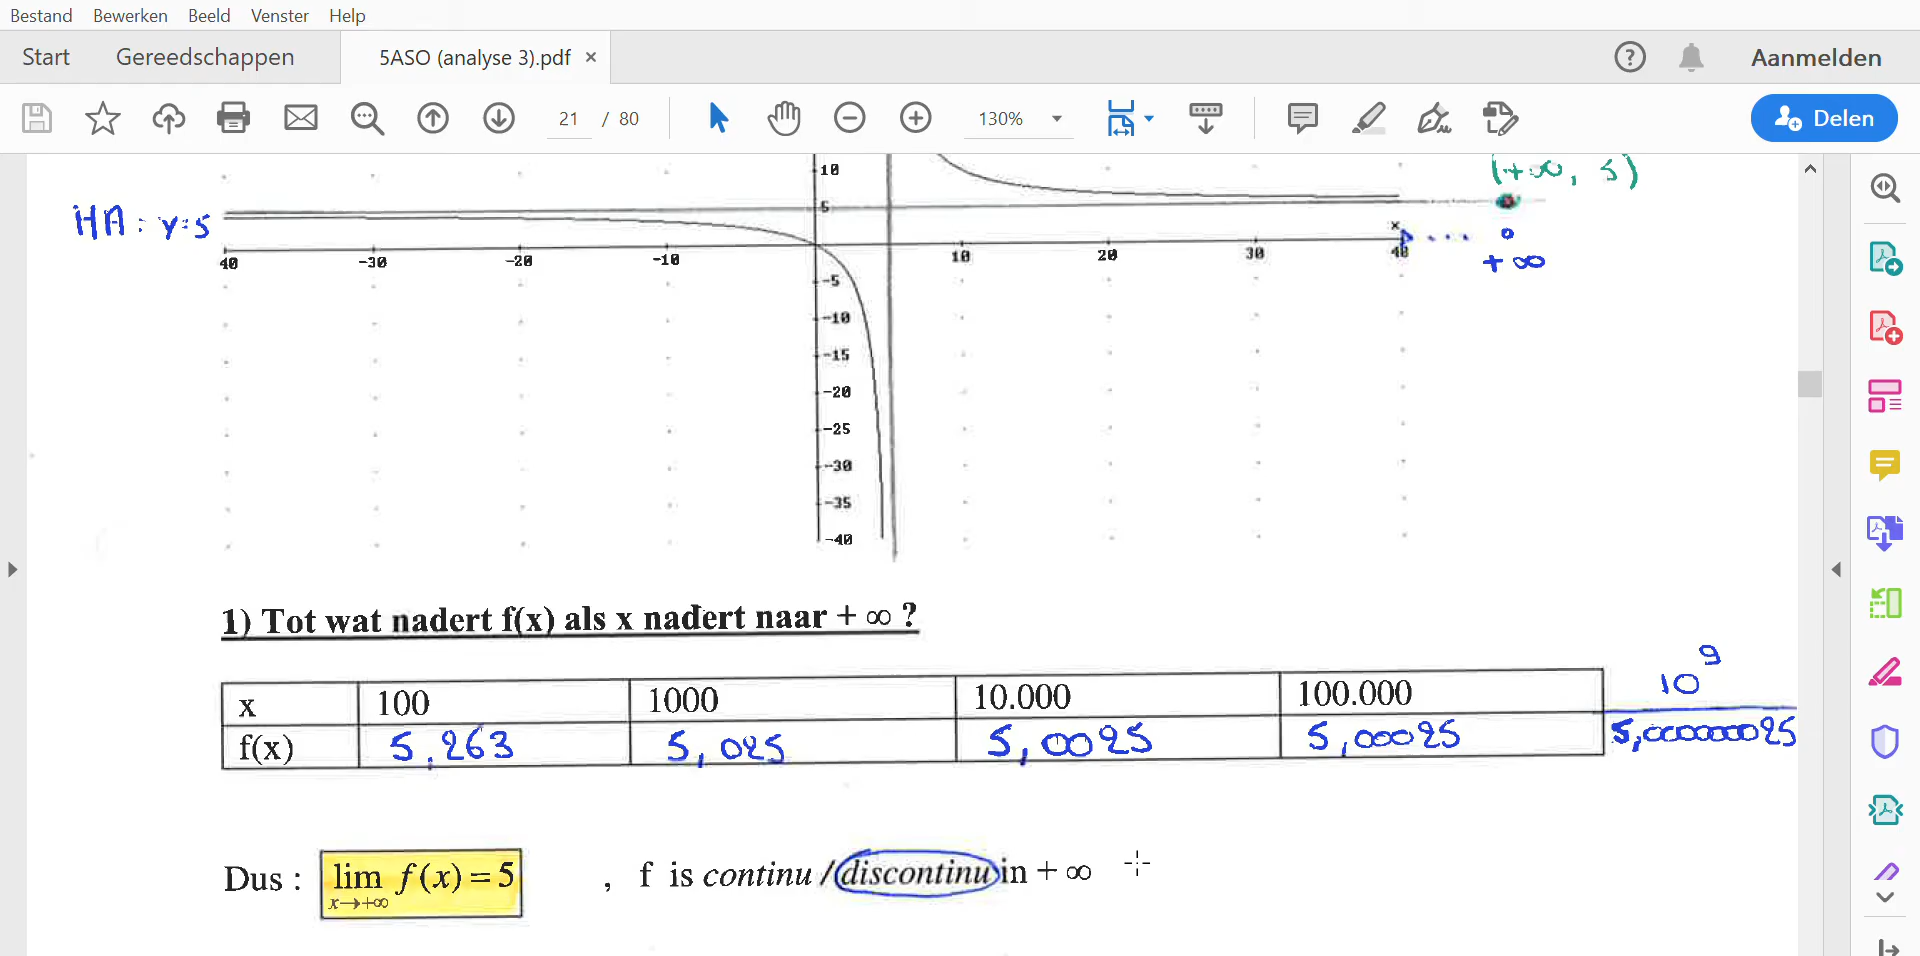 Bestand Bewerken Beeld Venster Help
Start Gereedschappen 5ASO (analyse 3).pdf × Aanmelden
21 / 80 130% Delen
10 (+∞, 5)
HA : y=5 5
x
40 -30 -20 -10 10 20 30 40 ... +∞
-5
-10
-15
-20
-25
-30
-35
-40
1) Tot wat nadert f(x) als x nadert naar + ∞ ?
x 100 1000 10.000 100.000 10⁹
f(x) 5,263 5,025 5,0025 5,00025 5,000000025
Dus : lim f(x) = 5 , f is continu / discontinu in + ∞
x→+∞